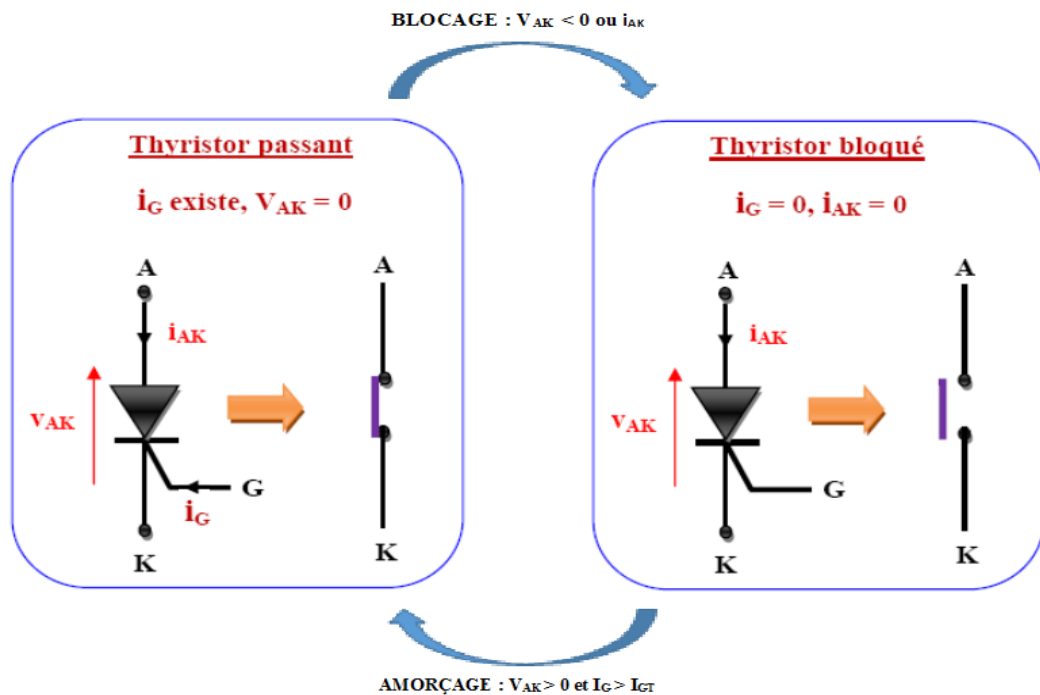 BLOCAGE : V AK < 0 ou iAK
Thyristor passant
iG existe, VAK = 0
A
iAK
vAK
G
iG
K
A
K
Thyristor bloqué
iG = 0, iAK = 0
A
iAK
vAK
G
K
A
K
AMORÇAGE : VAK > 0 et IG > IGT